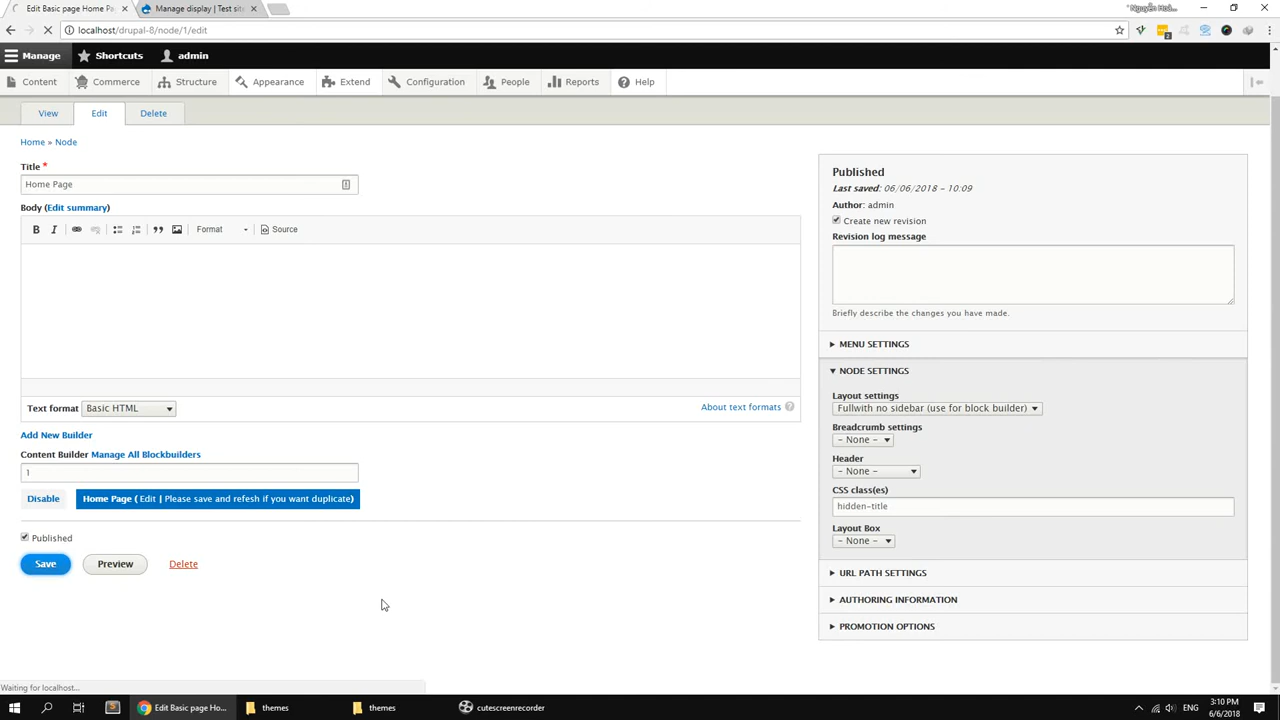 Edit Basic page Home Pa
Manage display | Test site
Nguyễn Hoà...
localhost/drupal-8/node/1/edit
2
Manage
Shortcuts
admin
Content
Commerce
Structure
Appearance
Extend
Configuration
People
Reports
Help
View
Edit
Delete
Home » Node
Title *
Home Page
Body (Edit summary)
B I Format Source
Text format Basic HTML
About text formats ?
Add New Builder
Content Builder Manage All Blockbuilders
1
Disable
Home Page ( Edit | Please save and refesh if you want duplicate)
Published
Save
Preview
Delete
Published
Last saved: 06/06/2018 - 10:09
Author: admin
Create new revision
Revision log message
Briefly describe the changes you have made.
MENU SETTINGS
NODE SETTINGS
Layout settings
Fullwith no sidebar (use for block builder)
Breadcrumb settings
- None -
Header
- None -
CSS class(es)
hidden-title
Layout Box
- None -
URL PATH SETTINGS
AUTHORING INFORMATION
PROMOTION OPTIONS
Waiting for localhost...
Edit Basic page Ho...
themes
themes
cutescreenrecorder
ENG
3:10 PM
6/6/2018